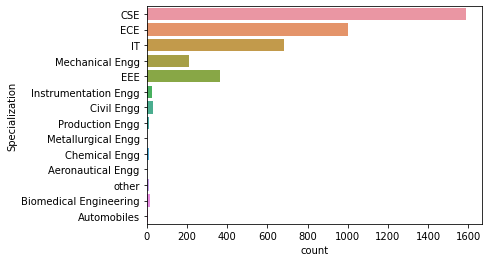 CSE
ECE
IT
Mechanical Engg
EEE
Instrumentation Engg
Civil Engg
Production Engg
Metallurgical Engg
Chemical Engg
Aeronautical Engg
other
Biomedical Engineering
Automobiles
Specialization
0 200 400 600 800 1000 1200 1400 1600
count